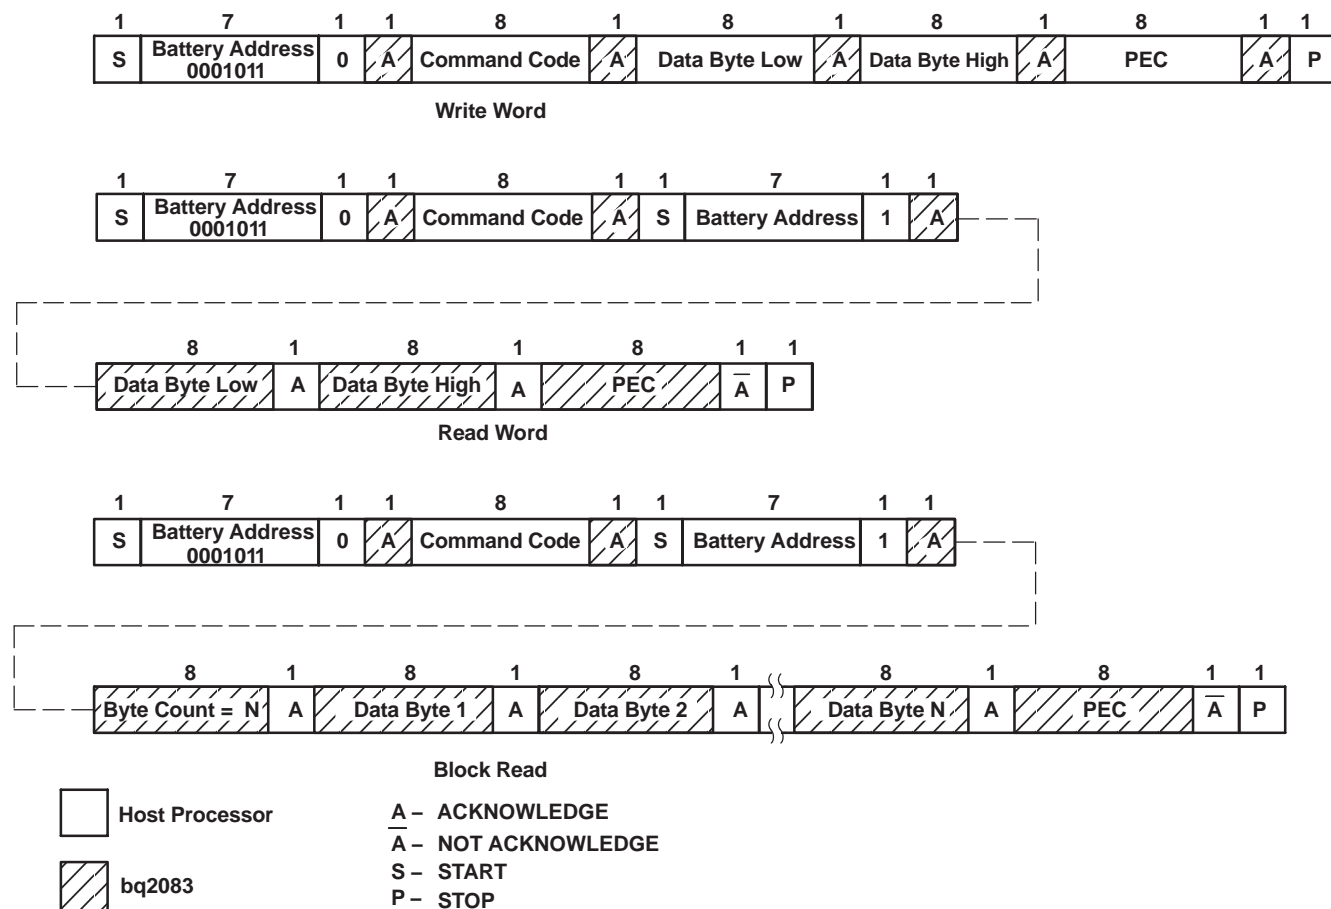 1 7 1 1 8 1 8 1 8 1 8 1 1
S Battery Address 0 A Command Code A Data Byte Low A Data Byte High A PEC A P
0001011
Write Word
1 7 1 1 8 1 1 7 1 1
S Battery Address 0 A Command Code A S Battery Address 1 A
0001011
8 1 8 1 8 1 1
Data Byte Low A Data Byte High A PEC A̅ P
Read Word
1 7 1 1 8 1 1 7 1 1
S Battery Address 0 A Command Code A S Battery Address 1 A
0001011
8 1 8 1 8 1 8 1 8 1 1
Byte Count = N A Data Byte 1 A Data Byte 2 A Data Byte N A PEC A̅ P
Block Read
Host Processor
bq2083
A – ACKNOWLEDGE
A̅ – NOT ACKNOWLEDGE
S – START
P – STOP